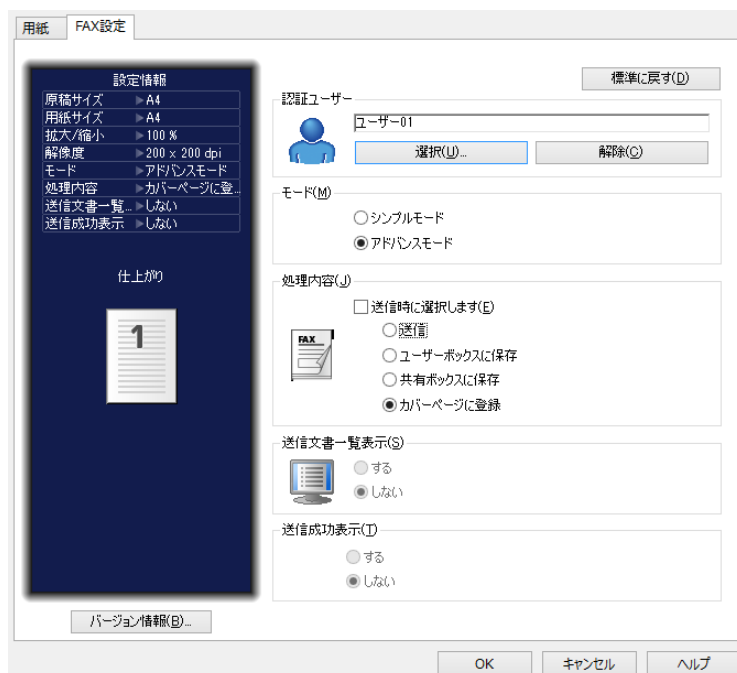 用紙 FAX設定
設定情報
原稿サイズ ▶A4
用紙サイズ ▶A4
拡大/縮小 ▶100 %
解像度 ▶200 x 200 dpi
モード ▶アドバンスモード
処理内容 ▶カバーページに登...
送信文書一覧... ▶しない
送信成功表示 ▶しない
仕上がり
1
バージョン情報(B)...
標準に戻す(D)
認証ユーザー
ユーザー01
選択(U)... 解除(C)
モード(M)
シンプルモード
アドバンスモード
処理内容(J)
送信時に選択します(E)
FAX
送信
ユーザーボックスに保存
共有ボックスに保存
カバーページに登録
送信文書一覧表示(S)
する
しない
送信成功表示(T)
する
しない
OK キャンセル ヘルプ